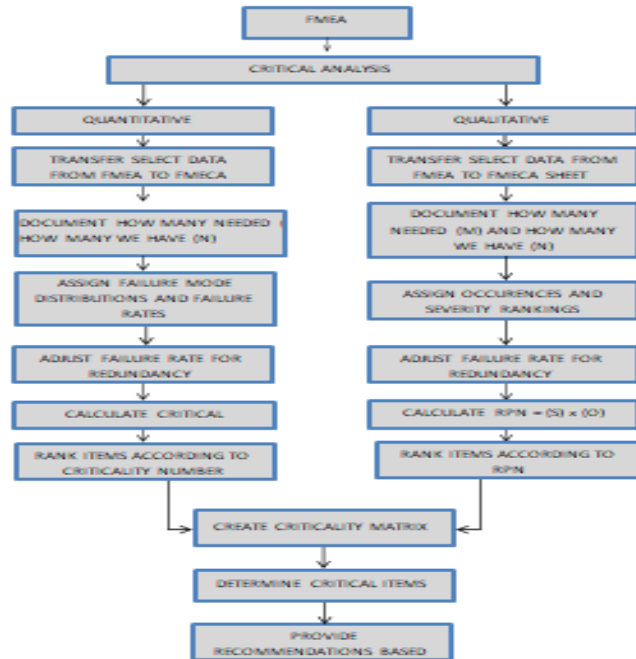 FMEA
CRITICAL ANALYSIS
QUANTITATIVE
TRANSFER SELECT DATA
FROM FMEA TO FMECA
DOCUMENT HOW MANY NEEDED (
HOW MANY WE HAVE (N)
ASSIGN FAILURE MODE
DISTRIBUTIONS AND FAILURE
RATES
ADJUST FAILURE RATE FOR
REDUNDANCY
CALCULATE CRITICAL
RANK ITEMS ACCORDING TO
CRITICALITY NUMBER
QUALITATIVE
TRANSFER SELECT DATA FROM
FMEA TO FMECA SHEET
DOCUMENT HOW MANY
NEEDED (M) AND HOW MANY
WE HAVE (N)
ASSIGN OCCURENCES AND
SEVERITY RANKINGS
ADJUST FAILURE RATE FOR
REDUNDANCY
CALCULATE RPN = (S) x (O)
RANK ITEMS ACCORDING TO
RPN
CREATE CRITICALITY MATRIX
DETERMINE CRITICAL ITEMS
PROVIDE
RECOMMENDATIONS BASED